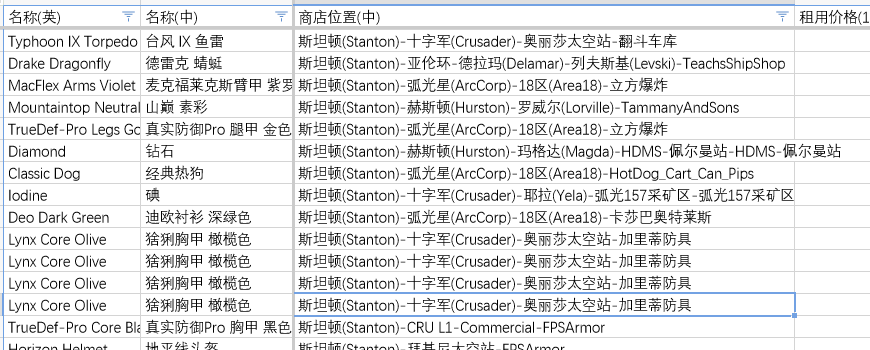 名称(英) 名称(中) 商店位置(中) 租用价格(1
Typhoon IX Torpedo 台风 IX 鱼雷 斯坦顿(Stanton)-十字军(Crusader)-奥丽莎太空站-翻斗车库
Drake Dragonfly 德雷克 蜻蜓 斯坦顿(Stanton)-亚伦环-德拉玛(Delamar)-列夫斯基(Levski)-TeachsShipShop
MacFlex Arms Violet 麦克福莱克斯臂甲 紫罗 斯坦顿(Stanton)-弧光星(ArcCorp)-18区(Area18)-立方爆炸
Mountaintop Neutral 山巅 素彩 斯坦顿(Stanton)-赫斯顿(Hurston)-罗威尔(Lorville)-TammanyAndSons
TrueDef-Pro Legs Go 真实防御Pro 腿甲 金色 斯坦顿(Stanton)-弧光星(ArcCorp)-18区(Area18)-立方爆炸
Diamond 钻石 斯坦顿(Stanton)-赫斯顿(Hurston)-玛格达(Magda)-HDMS-佩尔曼站-HDMS-佩尔曼站
Classic Dog 经典热狗 斯坦顿(Stanton)-弧光星(ArcCorp)-18区(Area18)-HotDog_Cart_Can_Pips
Iodine 碘 斯坦顿(Stanton)-十字军(Crusader)-耶拉(Yela)-弧光157采矿区-弧光157采矿区
Deo Dark Green 迪欧衬衫 深绿色 斯坦顿(Stanton)-弧光星(ArcCorp)-18区(Area18)-卡莎巴奥特莱斯
Lynx Core Olive 猞猁胸甲 橄榄色 斯坦顿(Stanton)-十字军(Crusader)-奥丽莎太空站-加里蒂防具
Lynx Core Olive 猞猁胸甲 橄榄色 斯坦顿(Stanton)-十字军(Crusader)-奥丽莎太空站-加里蒂防具
Lynx Core Olive 猞猁胸甲 橄榄色 斯坦顿(Stanton)-十字军(Crusader)-奥丽莎太空站-加里蒂防具
Lynx Core Olive 猞猁胸甲 橄榄色 斯坦顿(Stanton)-十字军(Crusader)-奥丽莎太空站-加里蒂防具
TrueDef-Pro Core Bla 真实防御Pro 胸甲 黑色 斯坦顿(Stanton)-CRU L1-Commercial-FPSArmor
Horizon Helmet 地平线头盔 斯坦顿(Stanton)-拜基尼太空站-FPSArmor